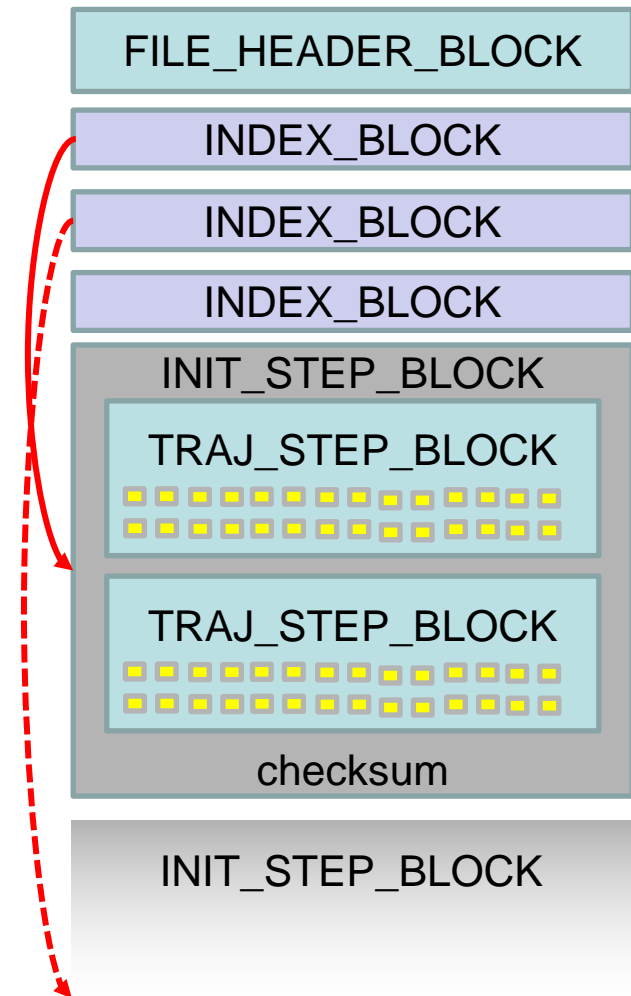 FILE_HEADER_BLOCK
INDEX_BLOCK
INDEX_BLOCK
INDEX_BLOCK
INIT_STEP_BLOCK
TRAJ_STEP_BLOCK
TRAJ_STEP_BLOCK
checksum
INIT_STEP_BLOCK